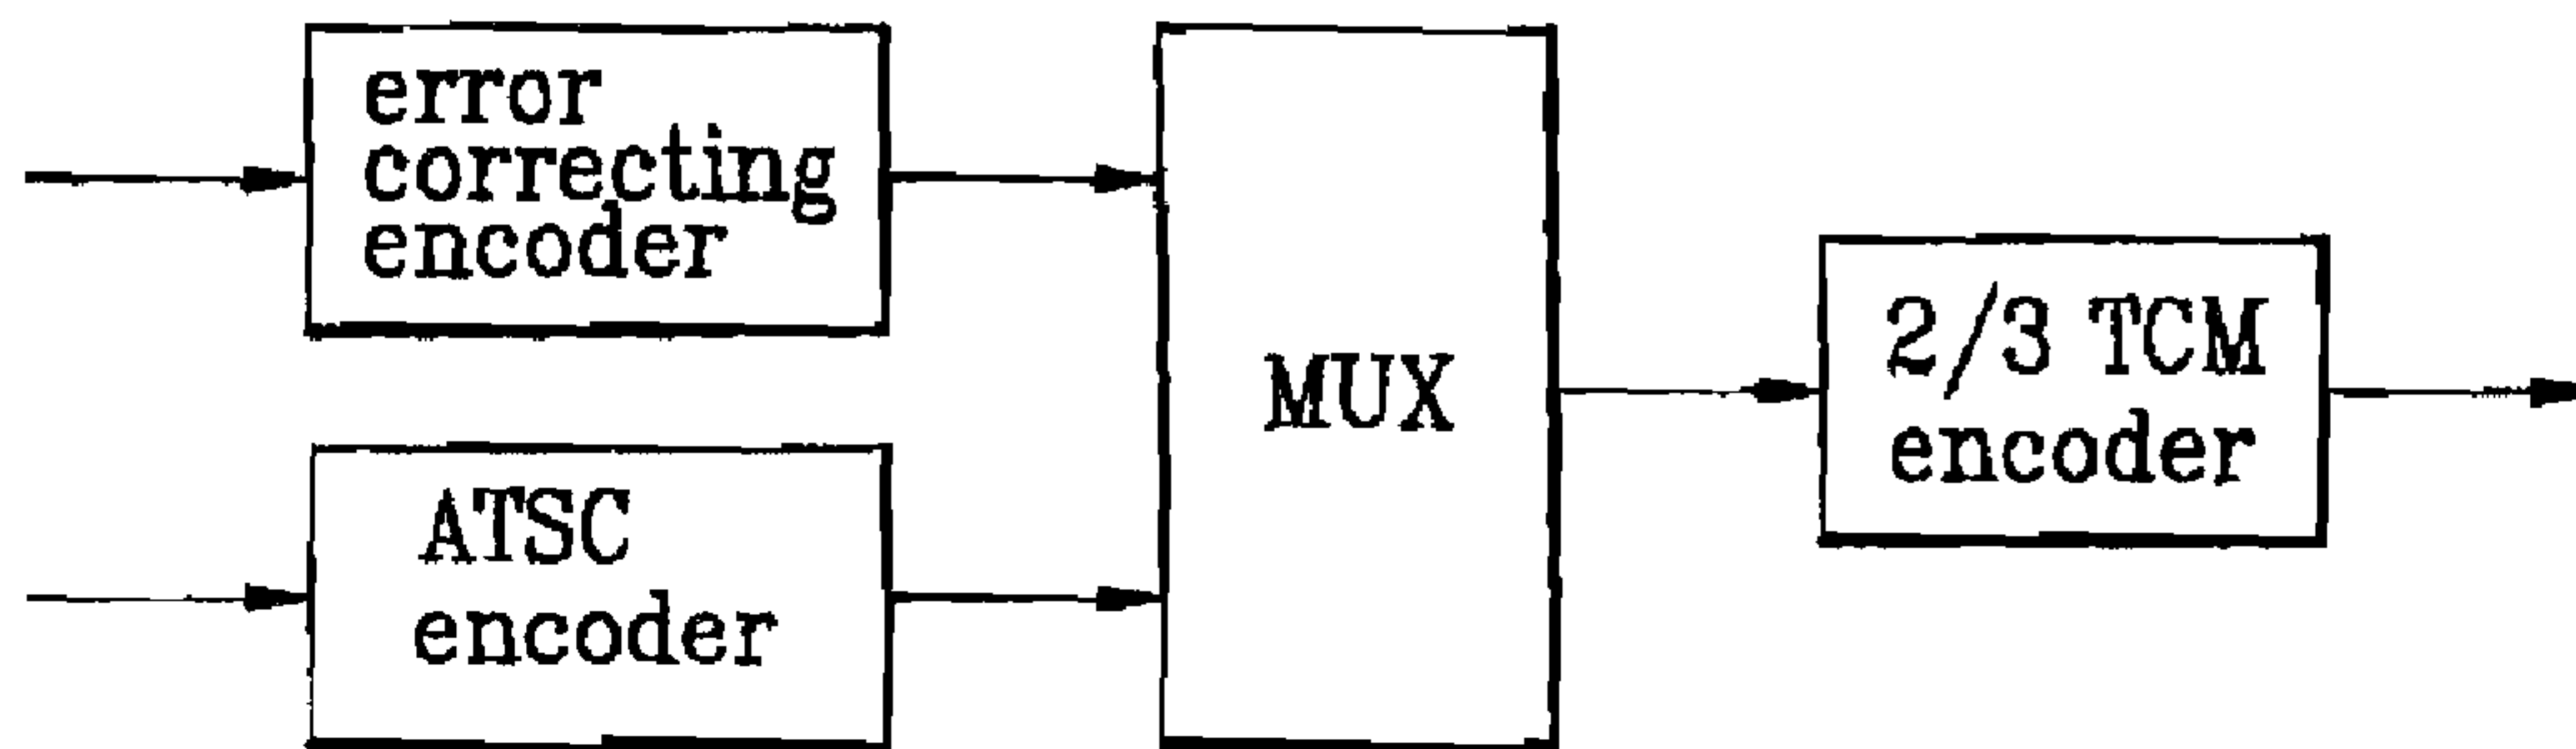 error
correcting
encoder
ATSC
encoder
MUX
2/3 TCM
encoder